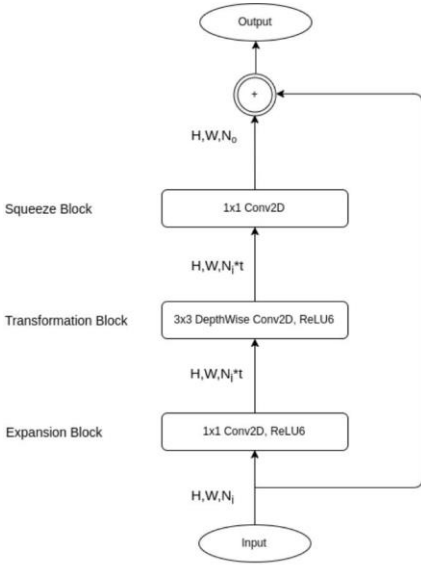 Output
+
H,W,Nₒ
Squeeze Block
1x1 Conv2D
H,W,Nᵢ*t
Transformation Block
3x3 DepthWise Conv2D, ReLU6
H,W,Nᵢ*t
Expansion Block
1x1 Conv2D, ReLU6
H,W,Nᵢ
Input